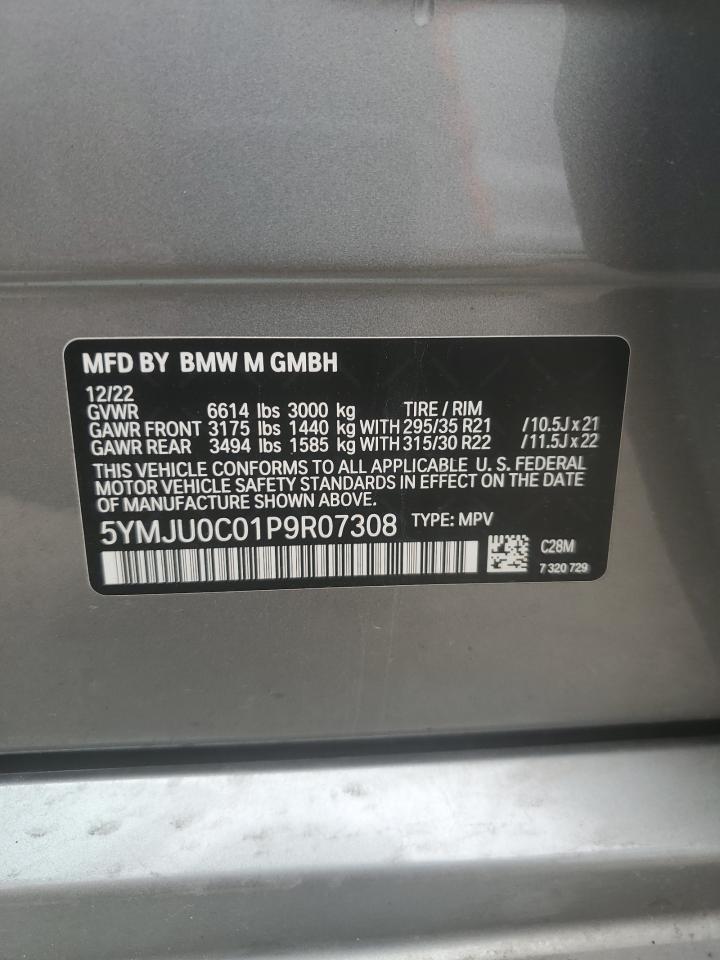 MFD BY BMW M GMBH
12/22
GVWR 6614 lbs 3000 kg TIRE / RIM
GAWR FRONT 3175 lbs 1440 kg WITH 295/35 R21 /10.5J x 21
GAWR REAR 3494 lbs 1585 kg WITH 315/30 R22 /11.5J x 22
THIS VEHICLE CONFORMS TO ALL APPLICABLE U. S. FEDERAL
MOTOR VEHICLE SAFETY STANDARDS IN EFFECT ON THE DATE
OF MANUFACTURE SHOWN ABOVE.
5YMJU0C01P9R07308 TYPE: MPV
C28M
7 320 729